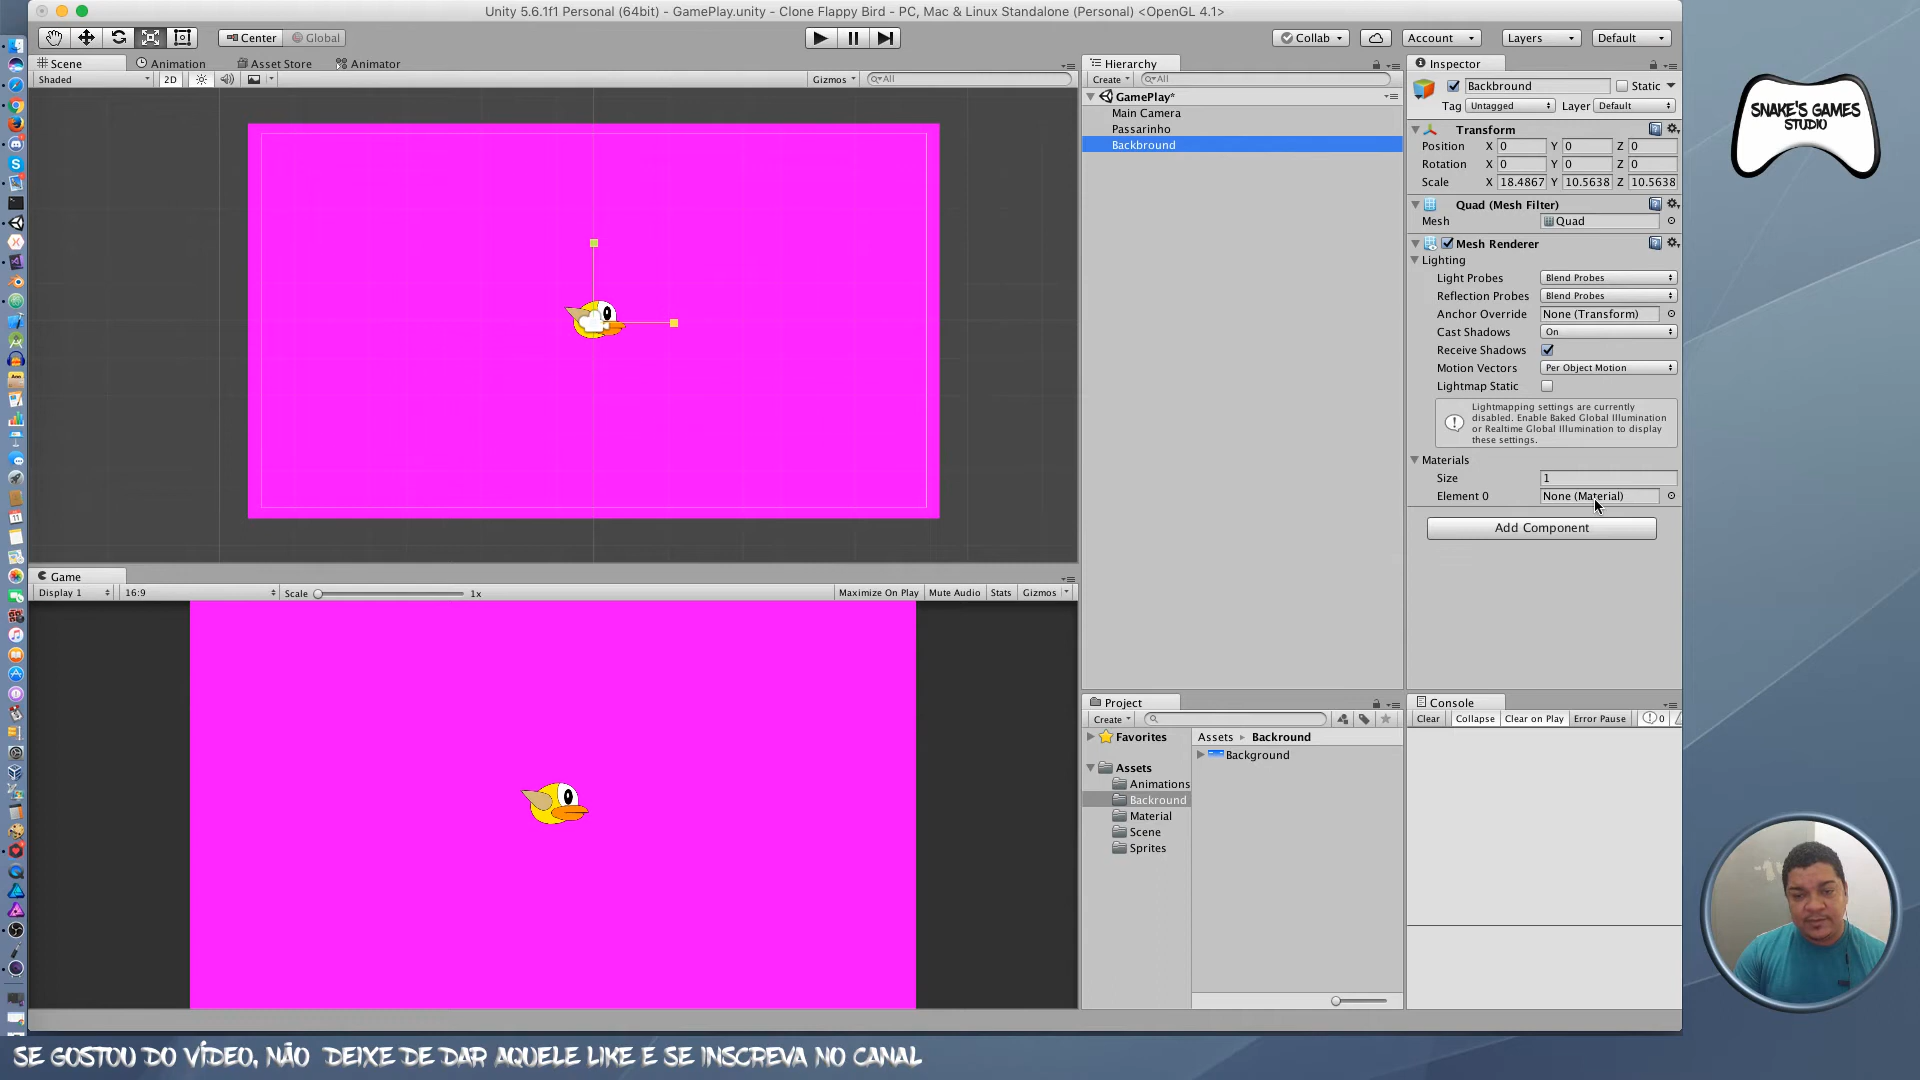 Unity 5.6.1f1 Personal (64bit) - GamePlay.unity - Clone Flappy Bird - PC, Mac & Linux Standalone (Personal) <OpenGL 4.1>
Center Global Collab Account Layers Default
Scene Animation Asset Store Animator
Shaded 2D Gizmos All
Hierarchy
Create All
GamePlay*
Main Camera
Passarinho
Backbround
Inspector
Backbround Static
Tag Untagged Layer Default
Transform
Position X 0 Y 0 Z 0
Rotation X 0 Y 0 Z 0
Scale X 18.4867 Y 10.5638 Z 10.5638
Quad (Mesh Filter)
Mesh Quad
Mesh Renderer
Lighting
Light Probes Blend Probes
Reflection Probes Blend Probes
Anchor Override None (Transform)
Cast Shadows On
Receive Shadows
Motion Vectors Per Object Motion
Lightmap Static
Lightmapping settings are currently
disabled. Enable Baked Global Illumination
or Realtime Global Illumination to display
these settings.
Materials
Size 1
Element 0 None (Material)
Add Component
Game
Display 1 16:9 Scale 1x Maximize On Play Mute Audio Stats Gizmos
Project
Create
Favorites
Assets
Animations
Backround
Material
Scene
Sprites
Assets Backround
Background
Console
Clear Collapse Clear on Play Error Pause 0
SNAKE'S GAMES
STUDIO
SE GOSTOU DO VÍDEO, NÃO DEIXE DE DAR AQUELE LIKE E SE INSCREVA NO CANAL